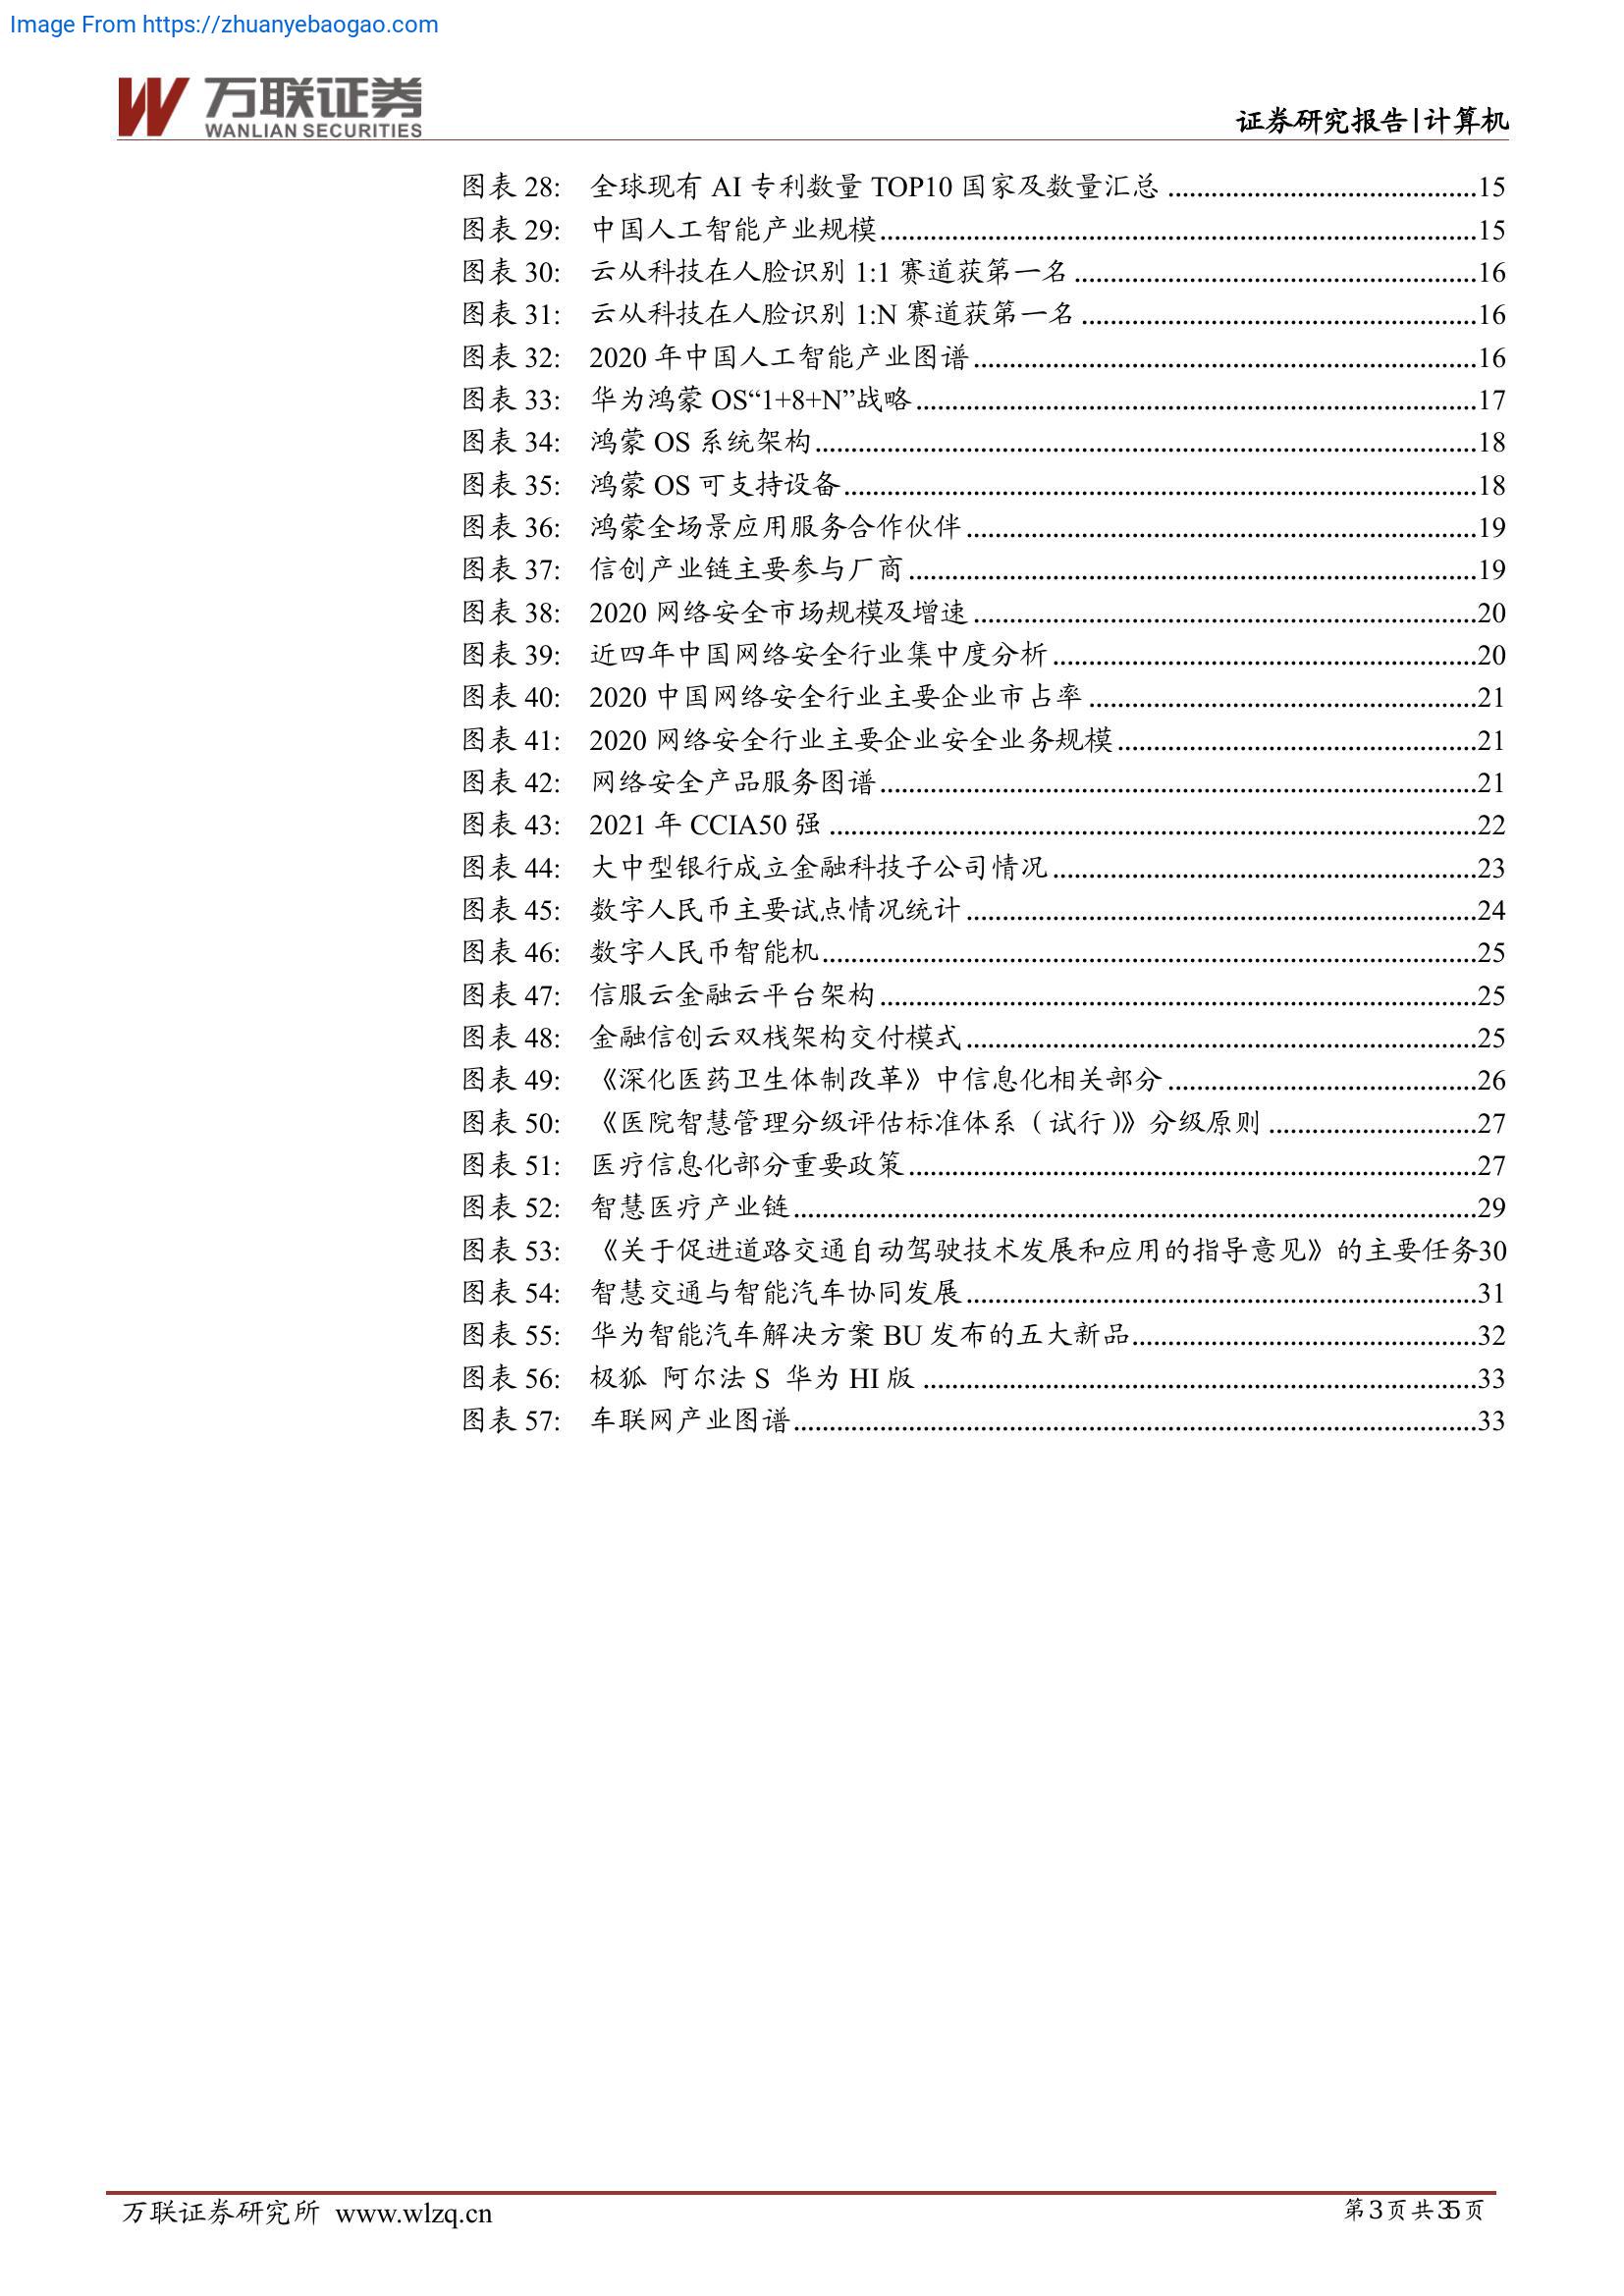 Image From https://zhuanyebaogao.com
万联证券
WANLIAN SECURITIES
证券研究报告|计算机
图表 28: 全球现有 AI 专利数量 TOP10 国家及数量汇总...........................................15
图表 29: 中国人工智能产业规模...................................................................................15
图表 30: 云从科技在人脸识别 1:1 赛道获第一名........................................................16
图表 31: 云从科技在人脸识别 1:N 赛道获第一名.......................................................16
图表 32: 2020 年中国人工智能产业图谱......................................................................16
图表 33: 华为鸿蒙 OS“1+8+N”战略..............................................................................17
图表 34: 鸿蒙 OS 系统架构............................................................................................18
图表 35: 鸿蒙 OS 可支持设备........................................................................................18
图表 36: 鸿蒙全场景应用服务合作伙伴.......................................................................19
图表 37: 信创产业链主要参与厂商...............................................................................19
图表 38: 2020 网络安全市场规模及增速......................................................................20
图表 39: 近四年中国网络安全行业集中度分析...........................................................20
图表 40: 2020 中国网络安全行业主要企业市占率......................................................21
图表 41: 2020 网络安全行业主要企业安全业务规模..................................................21
图表 42: 网络安全产品服务图谱...................................................................................21
图表 43: 2021 年 CCIA50 强..........................................................................................22
图表 44: 大中型银行成立金融科技子公司情况...........................................................23
图表 45: 数字人民币主要试点情况统计.......................................................................24
图表 46: 数字人民币智能机...........................................................................................25
图表 47: 信服云金融云平台架构...................................................................................25
图表 48: 金融信创云双栈架构交付模式.......................................................................25
图表 49: 《深化医药卫生体制改革》中信息化相关部分...........................................26
图表 50: 《医院智慧管理分级评估标准体系（试行）》分级原则.............................27
图表 51: 医疗信息化部分重要政策...............................................................................27
图表 52: 智慧医疗产业链...............................................................................................29
图表 53: 《关于促进道路交通自动驾驶技术发展和应用的指导意见》的主要任务30
图表 54: 智慧交通与智能汽车协同发展.......................................................................31
图表 55: 华为智能汽车解决方案 BU 发布的五大新品................................................32
图表 56: 极狐 阿尔法 S 华为 HI 版.............................................................................33
图表 57: 车联网产业图谱...............................................................................................33
万联证券研究所 www.wlzq.cn
第3页共35页